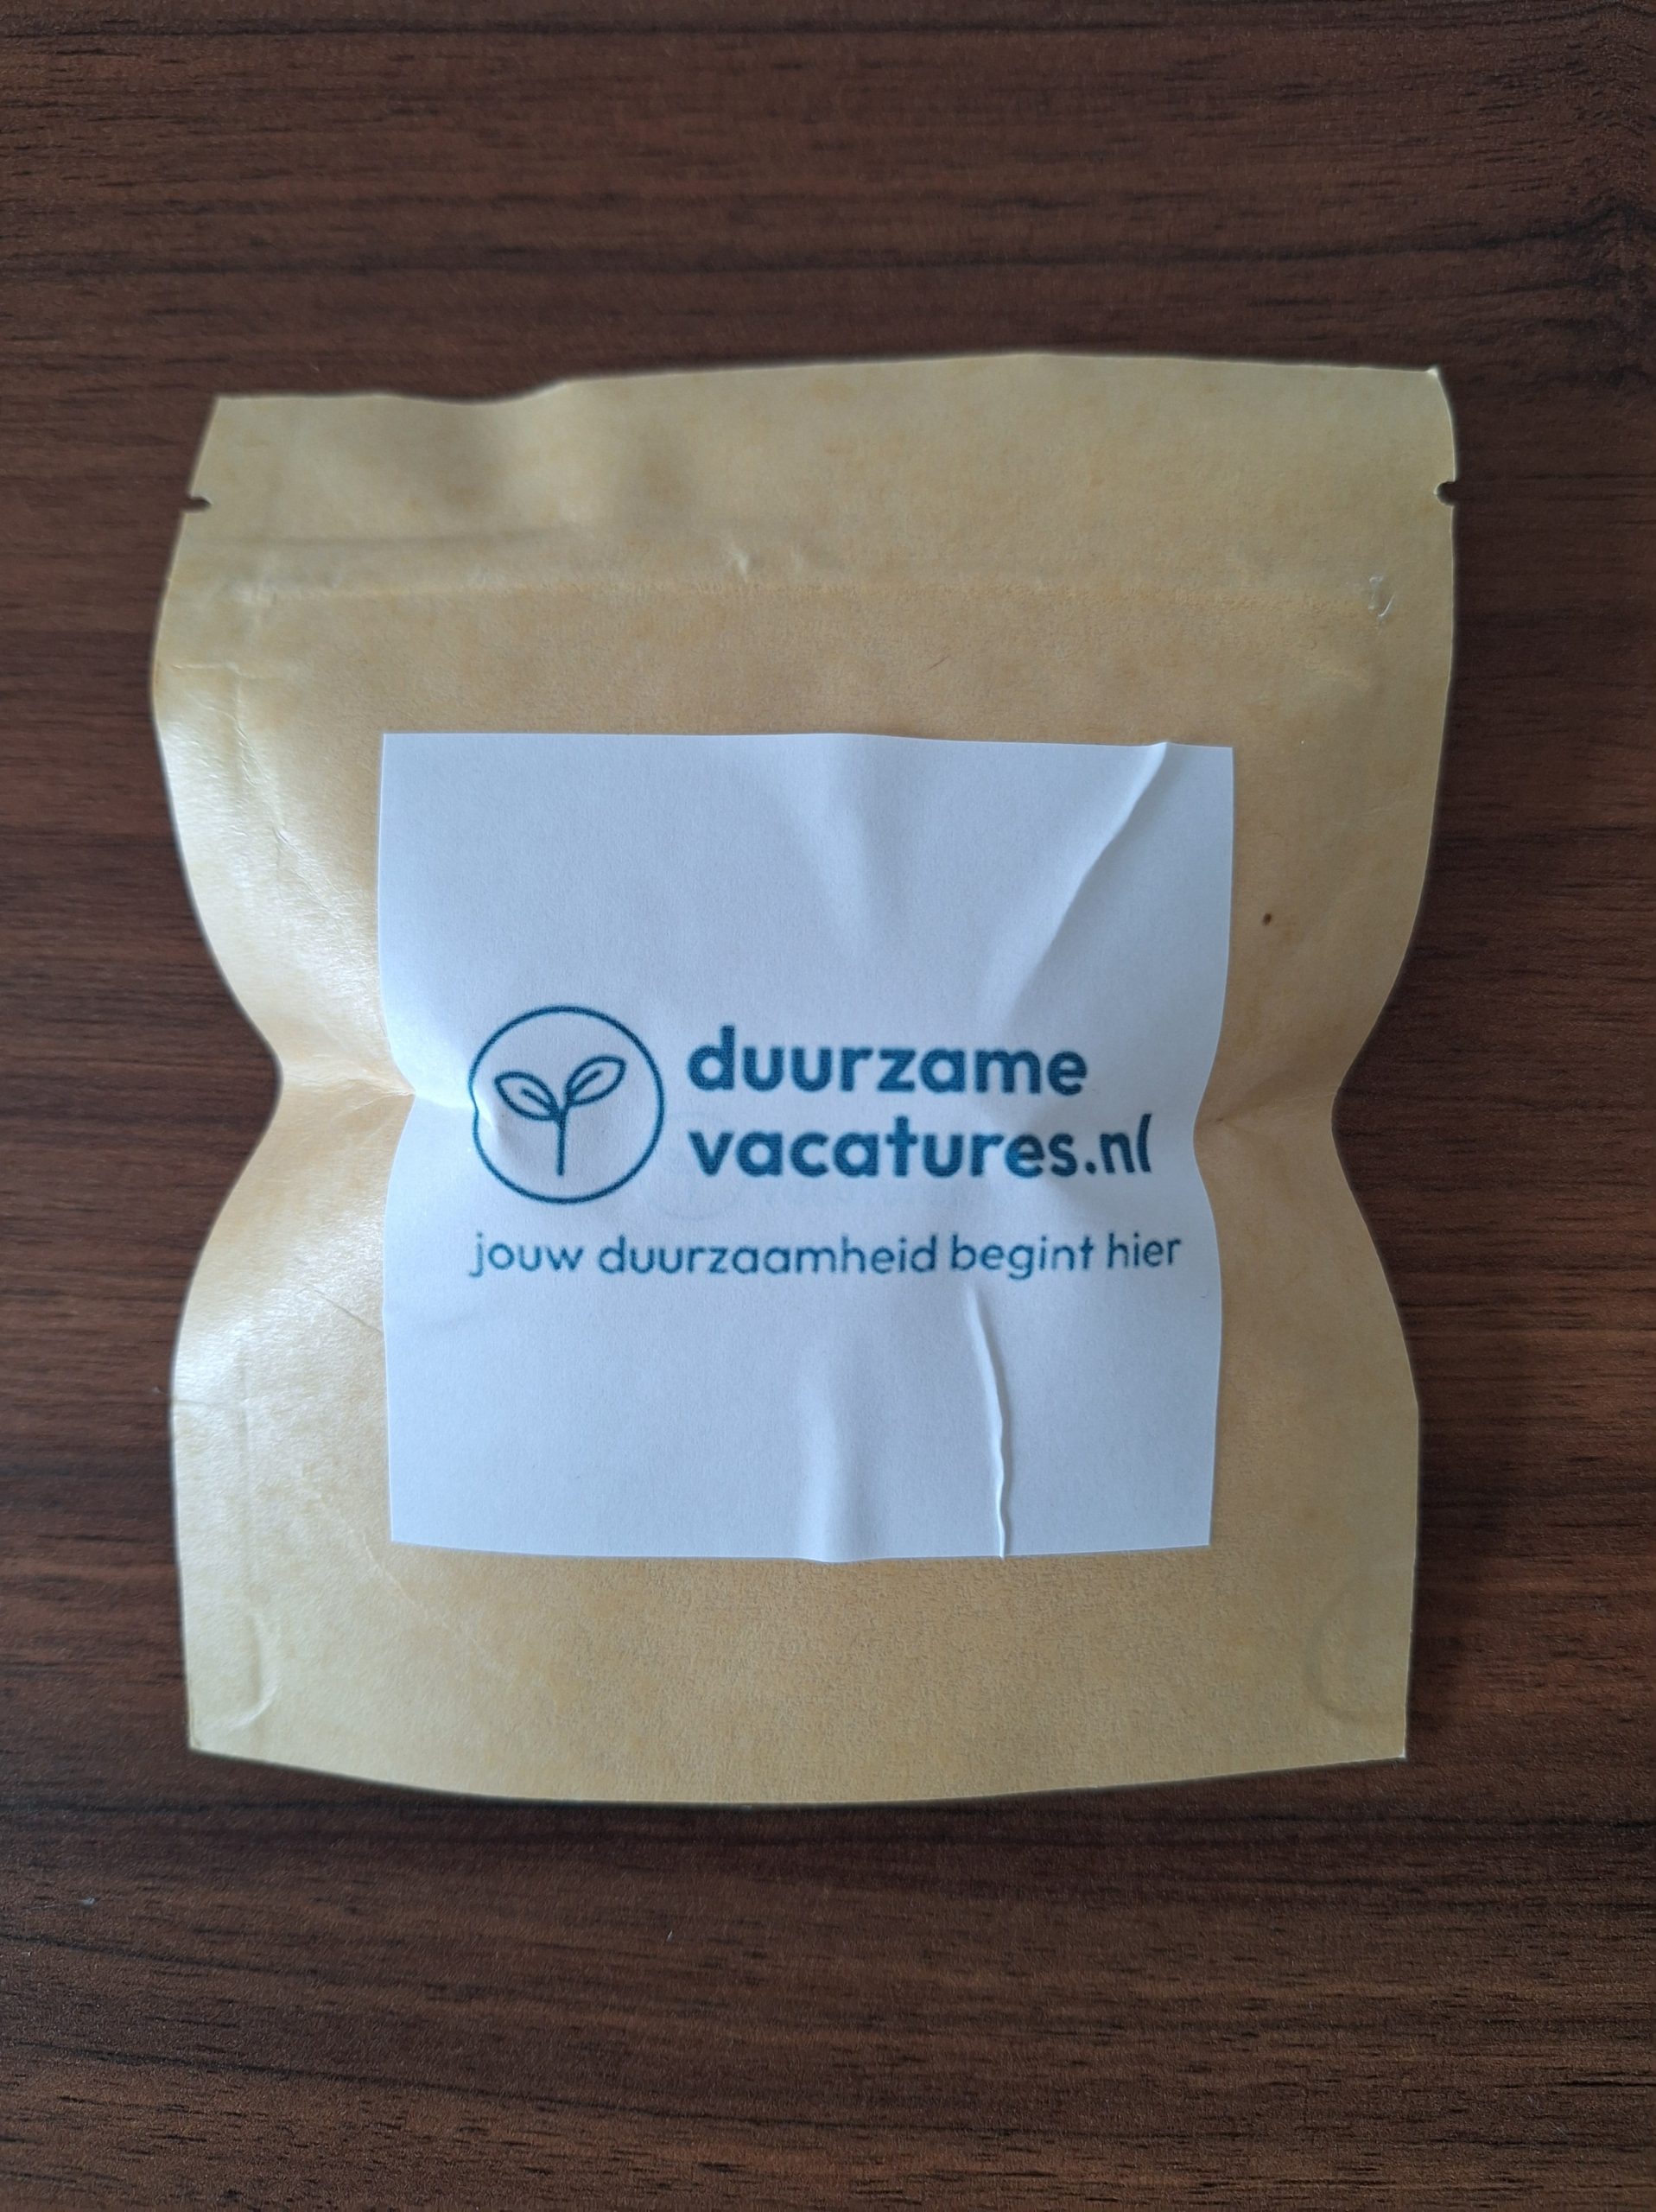 duurzame
vacatures.nl
jouw duurzaamheid begint hier